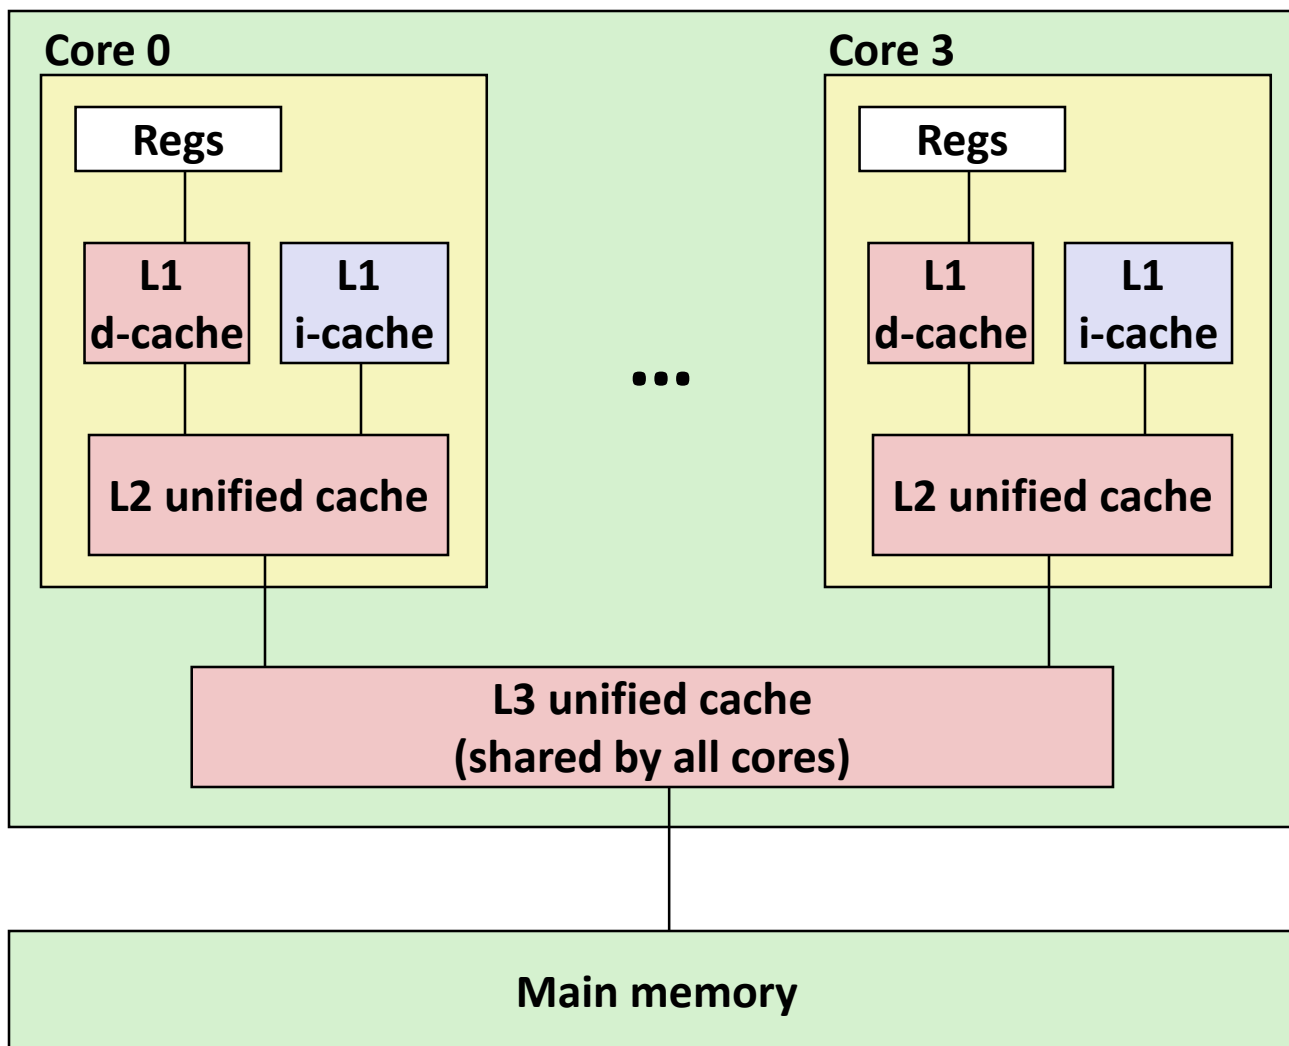 Core 0
Regs
L1
d-cache
L1
i-cache
L2 unified cache
...
Core 3
Regs
L1
d-cache
L1
i-cache
L2 unified cache
L3 unified cache
(shared by all cores)
Main memory